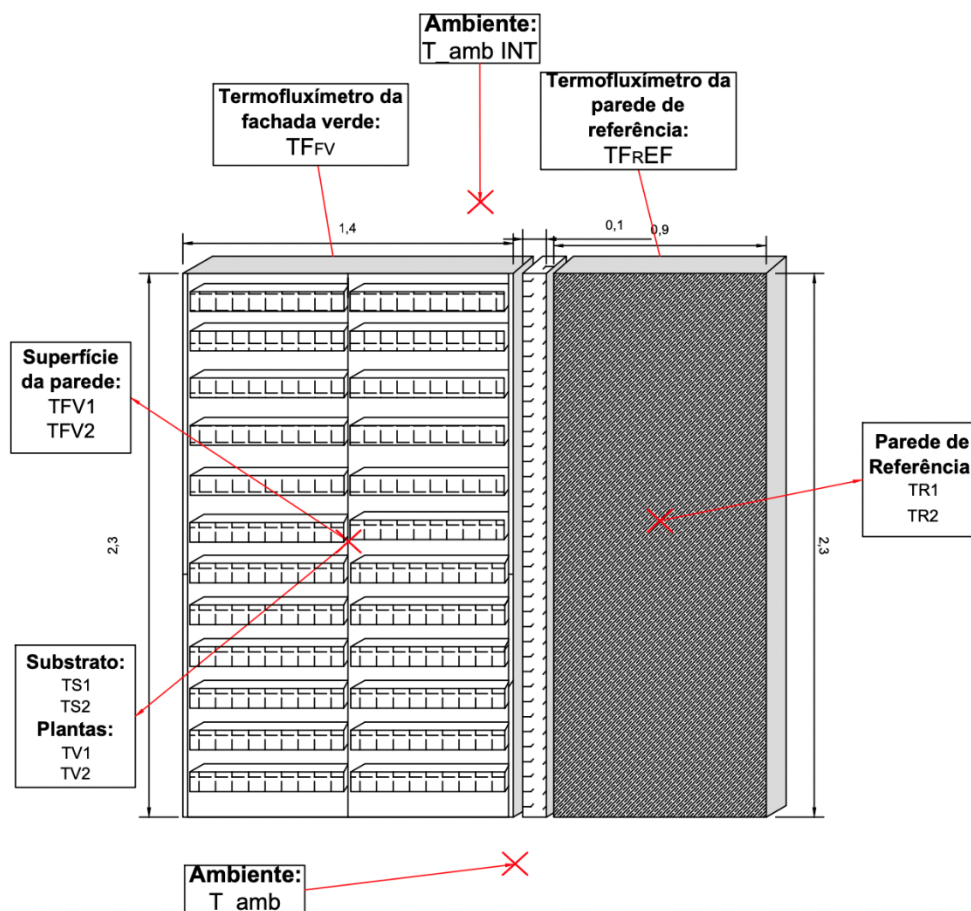 Ambiente:
T_amb INT
Termofluxímetro da
fachada verde:
TFFV
Termofluxímetro da
parede de
referência:
TFREF
1,4
0,1
0,9
Superfície
da parede:
TFV1
TFV2
2,3
Parede de
Referência
TR1
TR2
2,3
Substrato:
TS1
TS2
Plantas:
TV1
TV2
Ambiente:
T_amb